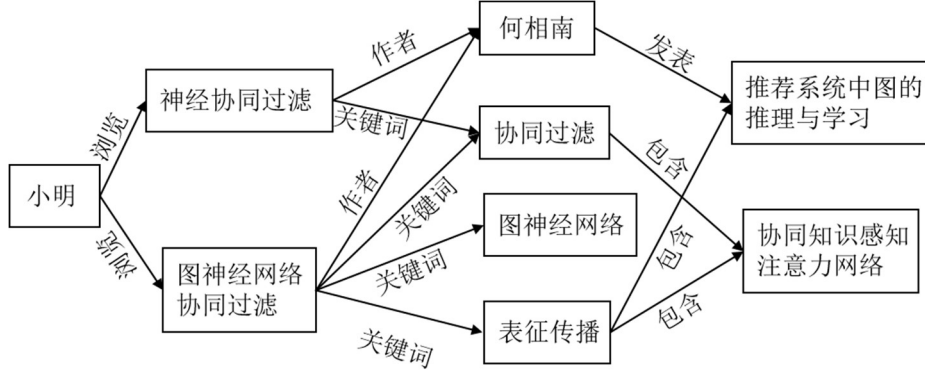 小明
浏览
浏览
神经协同过滤
图神经网络
协同过滤
作者
关键词
作者
关键词
关键词
关键词
何相南
协同过滤
图神经网络
表征传播
发表
包含
包含
包含
推荐系统中图的
推理与学习
协同知识感知
注意力网络